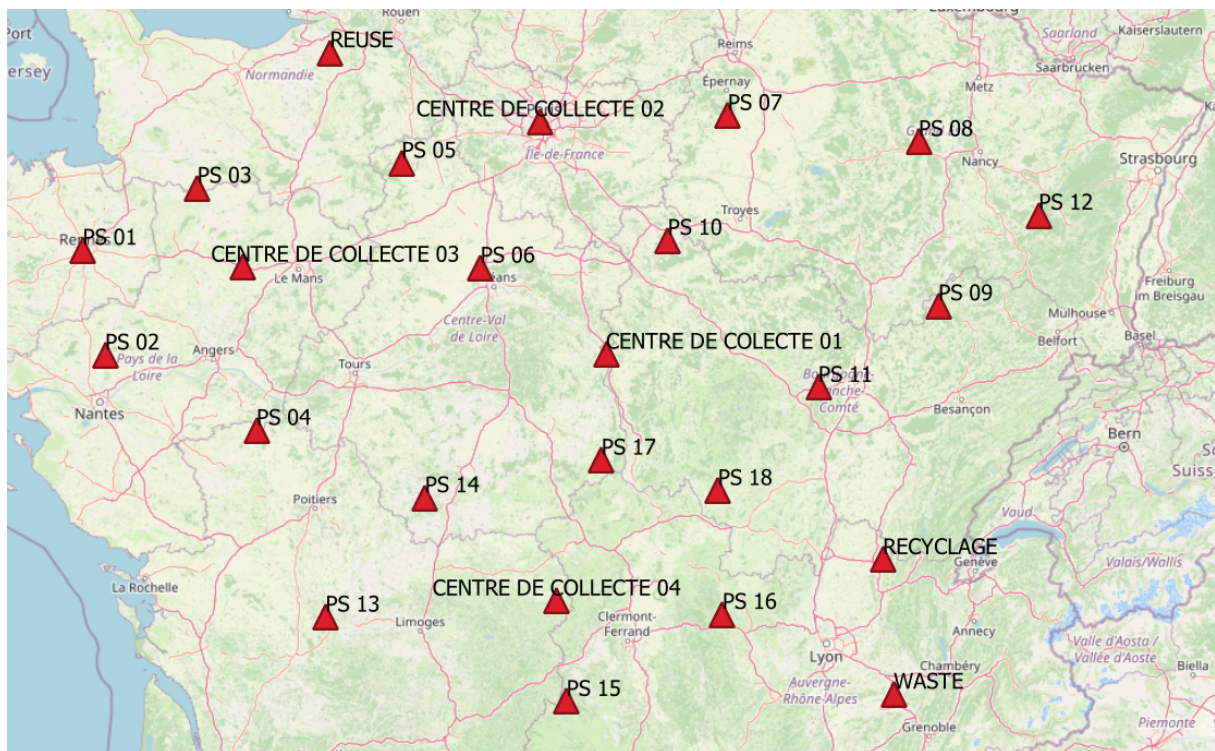 Port
Rouen
Luxembourg
Kaiserslautern
REUSE
Reims
Saarland
Saarbrücken
ersey
Normandie
Épernay
Metz
CENTRE DE COLLECTE 02
PS 07
PS 08
Île-de-France
Nancy
PS 05
Strasbourg
PS 03
PS 12
Troyes
PS 01
Rennes
PS 10
CENTRE DE COLLECTE 03
PS 06
Le Mans
Freiburg
im Breisgau
PS 09
Mulhouse
Centre-Val
de Loire
CENTRE DE COLECTE 01
Belfort
Basel
PS 02
Pays de la
Loire
Angers
Tours
PS 11
Nantes
Besançon
PS 04
Bern
PS 17
PS 14
PS 18
Poitiers
Vaud
RECYCLAGE
Genève
Valais/Wallis
La Rochelle
CENTRE DE COLLECTE 04
PS 13
PS 16
Limoges
Clermont-
Ferrand
Annecy
Lyon
Valle d'Aosta /
Vallée d'Aoste
Chambéry
Biella
PS 15
Auvergne-
Rhône-Alpes
WASTE
Grenoble
Piemonte